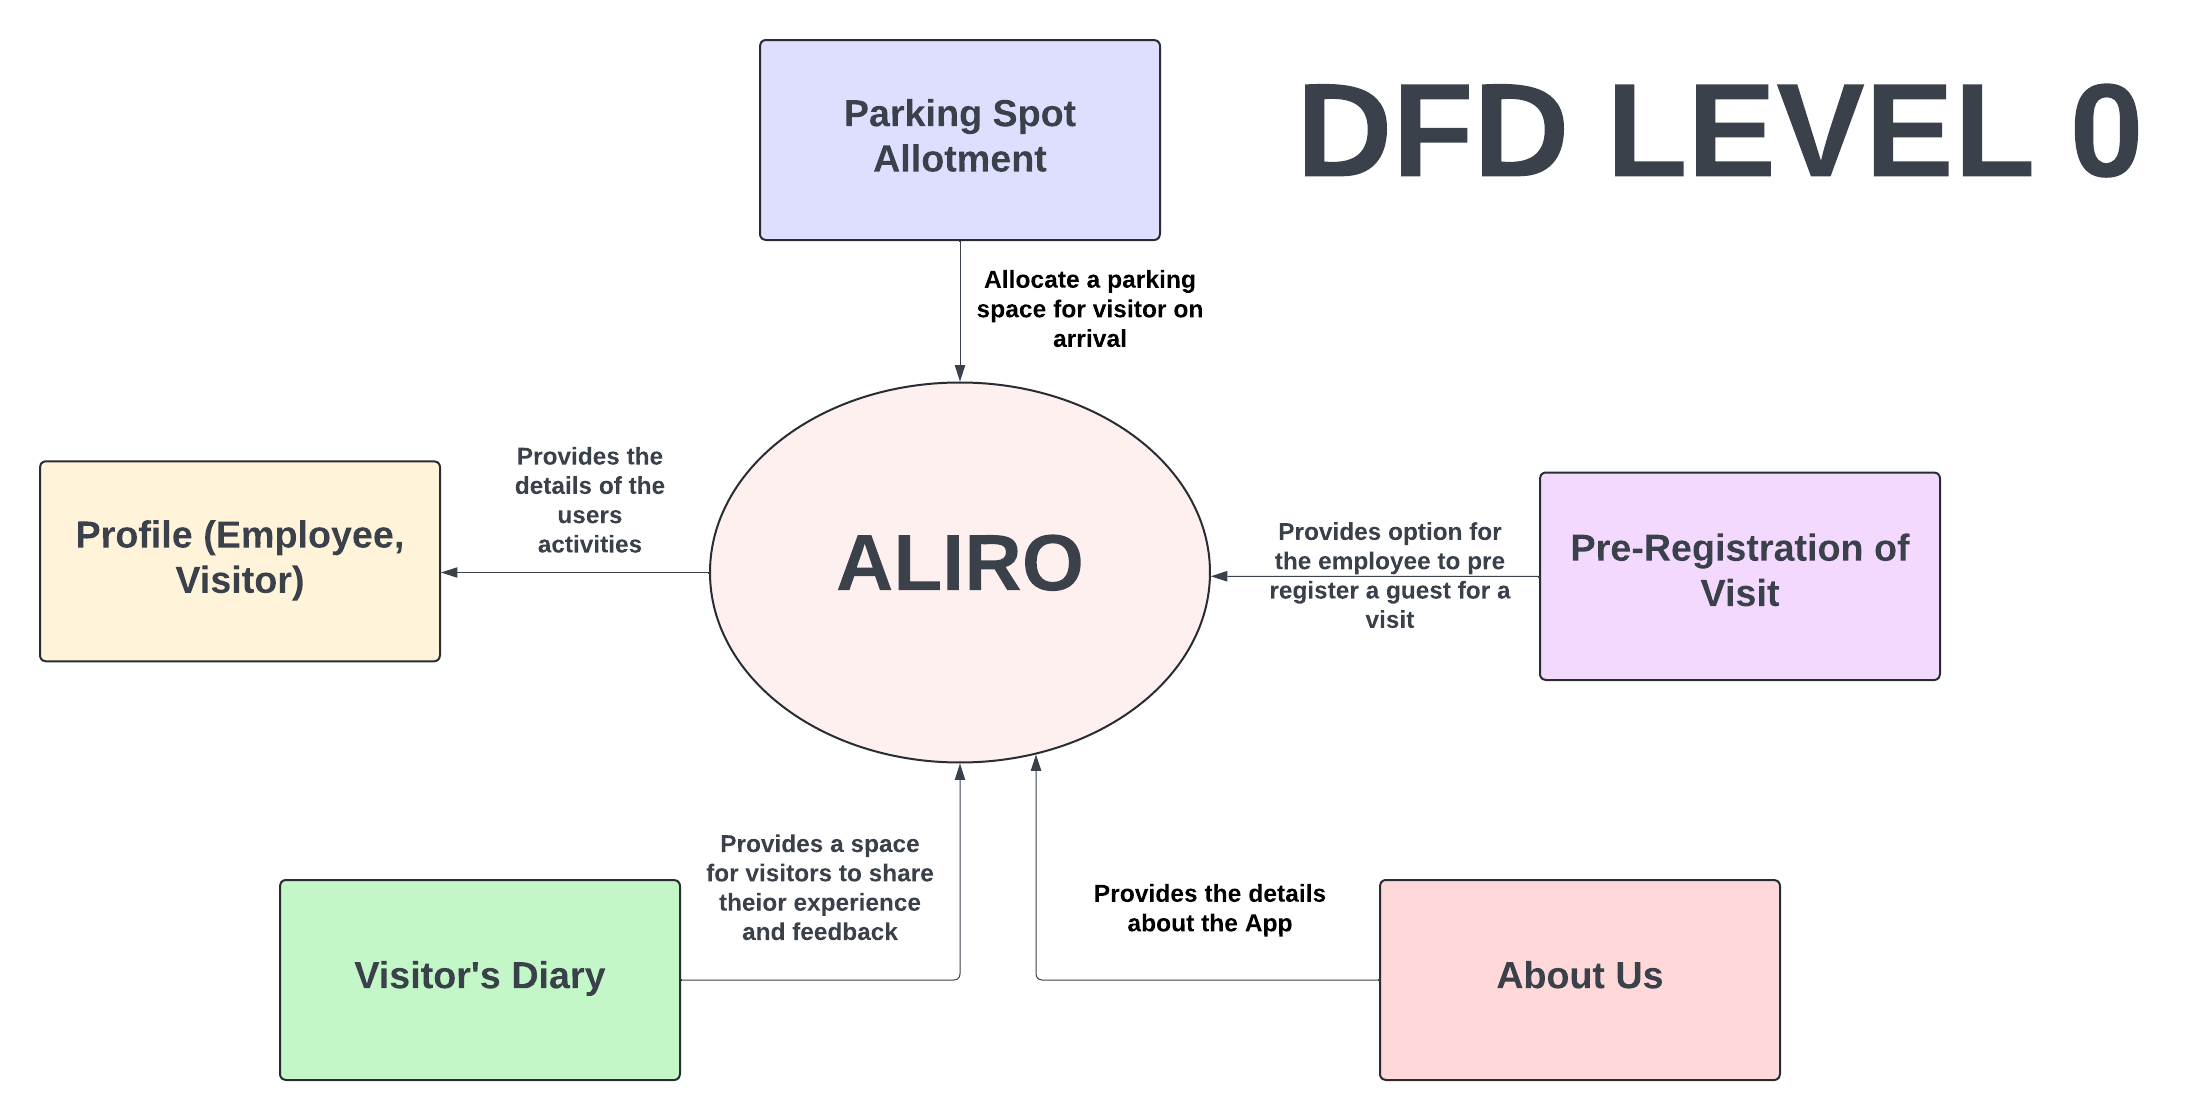 DFD LEVEL 0
Parking Spot
Allotment
Allocate a parking
space for visitor on
arrival
Profile (Employee,
Visitor)
Provides the
details of the
users
activities
ALIRO
Provides option for
the employee to pre
register a guest for a
visit
Pre-Registration of
Visit
Visitor's Diary
Provides a space
for visitors to share
theior experience
and feedback
Provides the details
about the App
About Us